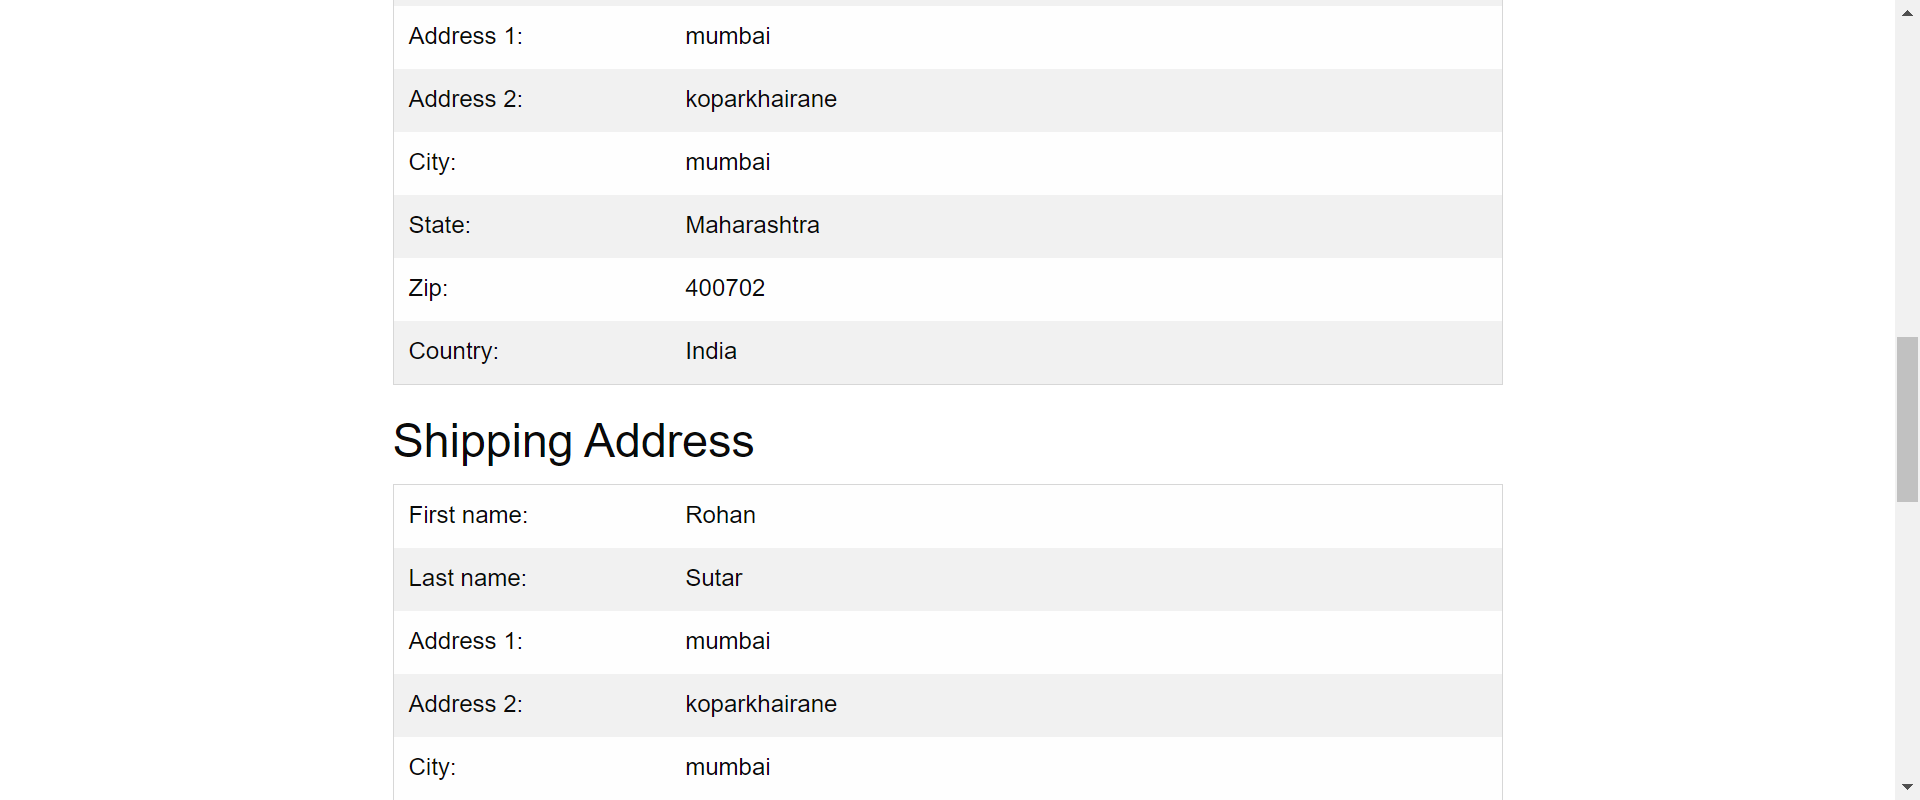 Address 1: mumbai
Address 2: koparkhairane
City: mumbai
State: Maharashtra
Zip: 400702
Country: India
Shipping Address
First name: Rohan
Last name: Sutar
Address 1: mumbai
Address 2: koparkhairane
City: mumbai